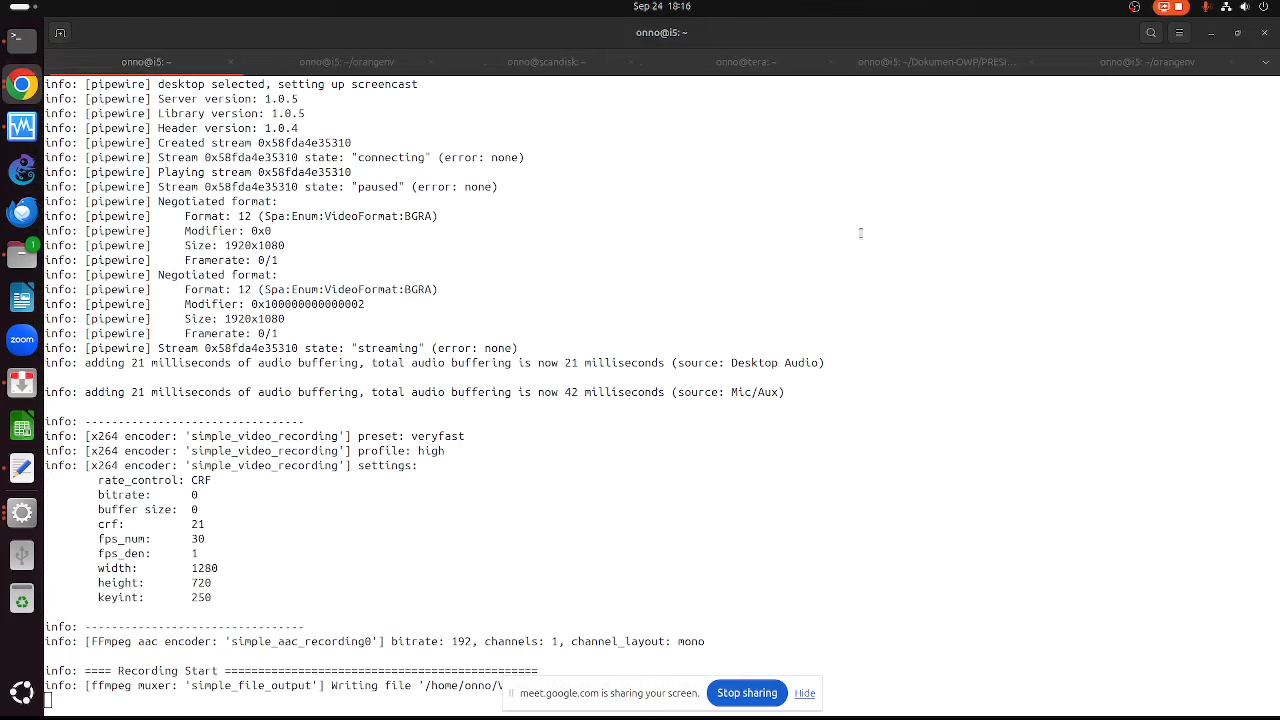 Sep 24 18:16
onno@i5: ~
onno@i5: ~
onno@i5: ~/orangenv
onno@scandisk: ~
onno@tera: ~
onno@i5: ~/Dokumen-OWP/PRESI...
onno@i5: ~/orangenv
info: [pipewire] desktop selected, setting up screencast
info: [pipewire] Server version: 1.0.5
info: [pipewire] Library version: 1.0.5
info: [pipewire] Header version: 1.0.4
info: [pipewire] Created stream 0x58fda4e35310
info: [pipewire] Stream 0x58fda4e35310 state: "connecting" (error: none)
info: [pipewire] Playing stream 0x58fda4e35310
info: [pipewire] Stream 0x58fda4e35310 state: "paused" (error: none)
info: [pipewire] Negotiated format:
info: [pipewire]     Format: 12 (Spa:Enum:VideoFormat:BGRA)
info: [pipewire]     Modifier: 0x0
info: [pipewire]     Size: 1920x1080
info: [pipewire]     Framerate: 0/1
info: [pipewire] Negotiated format:
info: [pipewire]     Format: 12 (Spa:Enum:VideoFormat:BGRA)
info: [pipewire]     Modifier: 0x100000000000002
info: [pipewire]     Size: 1920x1080
info: [pipewire]     Framerate: 0/1
info: [pipewire] Stream 0x58fda4e35310 state: "streaming" (error: none)
info: adding 21 milliseconds of audio buffering, total audio buffering is now 21 milliseconds (source: Desktop Audio)
info: adding 21 milliseconds of audio buffering, total audio buffering is now 42 milliseconds (source: Mic/Aux)
info: ---------------------------------
info: [x264 encoder: 'simple_video_recording'] preset: veryfast
info: [x264 encoder: 'simple_video_recording'] profile: high
info: [x264 encoder: 'simple_video_recording'] settings:
rate_control: CRF
bitrate:      0
buffer size:  0
crf:          21
fps_num:      30
fps_den:      1
width:        1280
height:       720
keyint:       250
info: ---------------------------------
info: [FFmpeg aac encoder: 'simple_aac_recording0'] bitrate: 192, channels: 1, channel_layout: mono
info: ==== Recording Start ===============================================
info: [ffmpeg muxer: 'simple_file_output'] Writing file '/home/onno/
meet.google.com is sharing your screen.
Stop sharing
Hide
1
zoom